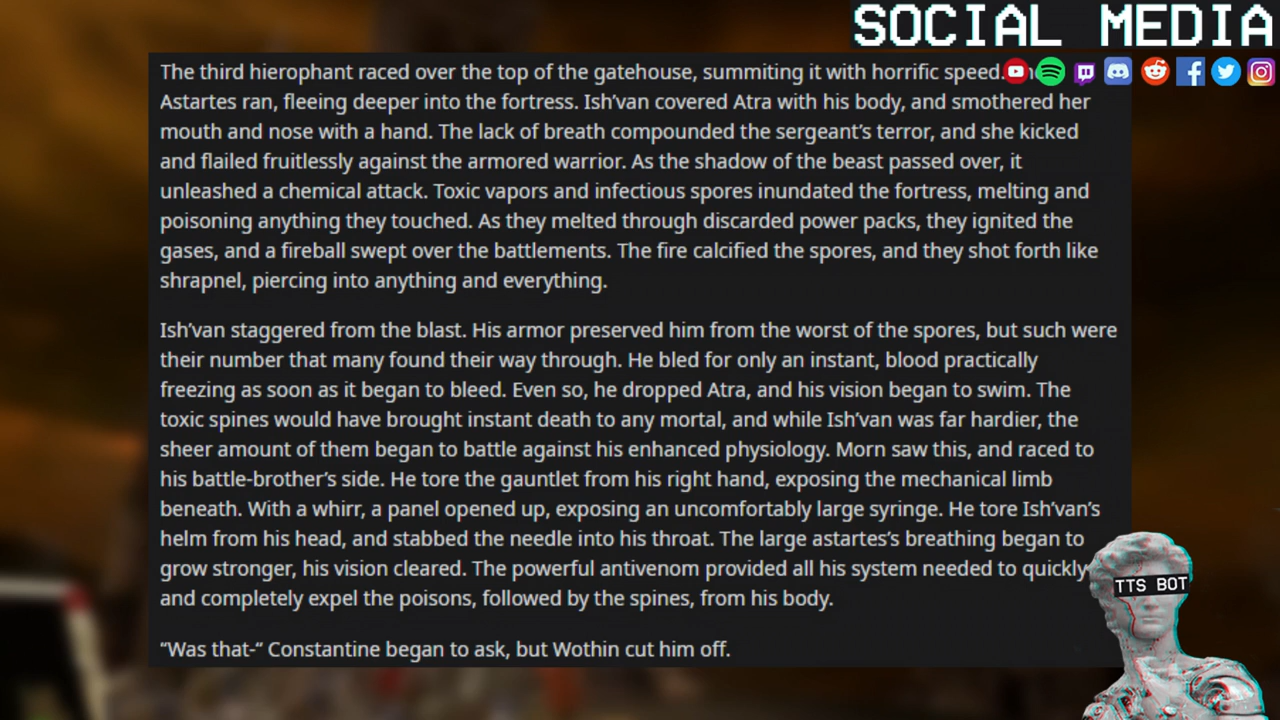 SOCIAL MEDIA
The third hierophant raced over the top of the gatehouse, summiting it with horrific speed.
Astartes ran, fleeing deeper into the fortress. Ish’van covered Atra with his body, and smothered her
mouth and nose with a hand. The lack of breath compounded the sergeant’s terror, and she kicked
and flailed fruitlessly against the armored warrior. As the shadow of the beast passed over, it
unleashed a chemical attack. Toxic vapors and infectious spores inundated the fortress, melting and
poisoning anything they touched. As they melted through discarded power packs, they ignited the
gases, and a fireball swept over the battlements. The fire calcified the spores, and they shot forth like
shrapnel, piercing into anything and everything.
Ish’van staggered from the blast. His armor preserved him from the worst of the spores, but such were
their number that many found their way through. He bled for only an instant, blood practically
freezing as soon as it began to bleed. Even so, he dropped Atra, and his vision began to swim. The
toxic spines would have brought instant death to any mortal, and while Ish’van was far hardier, the
sheer amount of them began to battle against his enhanced physiology. Morn saw this, and raced to
his battle-brother’s side. He tore the gauntlet from his right hand, exposing the mechanical limb
beneath. With a whirr, a panel opened up, exposing an uncomfortably large syringe. He tore Ish’van’s
helm from his head, and stabbed the needle into his throat. The large astartes’s breathing began to
grow stronger, his vision cleared. The powerful antivenom provided all his system needed to quickly
and completely expel the poisons, followed by the spines, from his body.
“Was that-“ Constantine began to ask, but Wothin cut him off.
TTS BOT